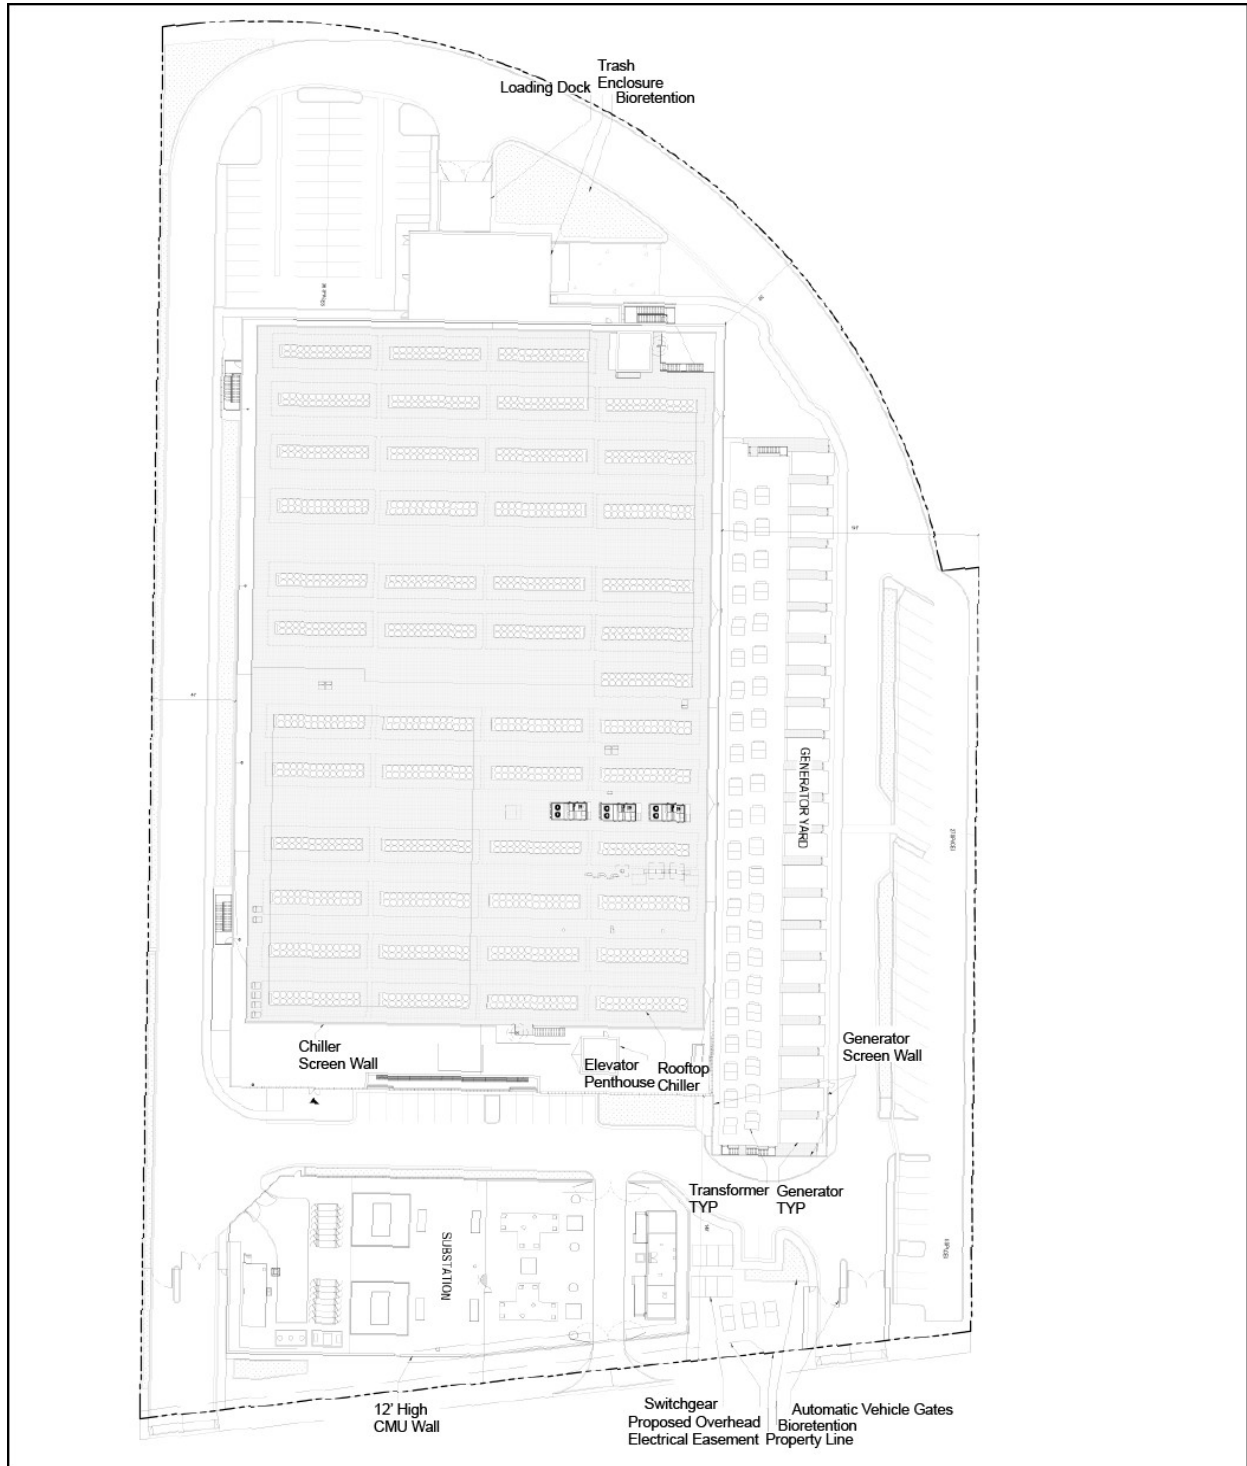 Trash
Enclosure
Loading Dock
Bioretention
GENERATOR YARD
Chiller
Screen Wall
Elevator
Penthouse
Rooftop
Chiller
Generator
Screen Wall
Transformer
TYP
Generator
TYP
SUBSTATION
12' High
CMU Wall
Switchgear
Proposed Overhead
Electrical Easement
Automatic Vehicle Gates
Bioretention
Property Line